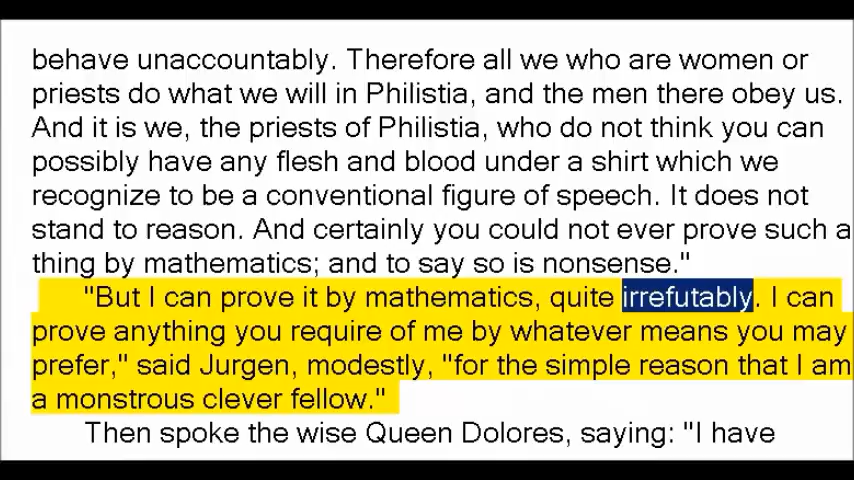 behave unaccountably. Therefore all we who are women or
priests do what we will in Philistia, and the men there obey us.
And it is we, the priests of Philistia, who do not think you can
possibly have any flesh and blood under a shirt which we
recognize to be a conventional figure of speech. It does not
stand to reason. And certainly you could not ever prove such a
thing by mathematics; and to say so is nonsense."
"But I can prove it by mathematics, quite irrefutably. I can
prove anything you require of me by whatever means you may
prefer," said Jurgen, modestly, "for the simple reason that I am
a monstrous clever fellow."
Then spoke the wise Queen Dolores, saying: "I have